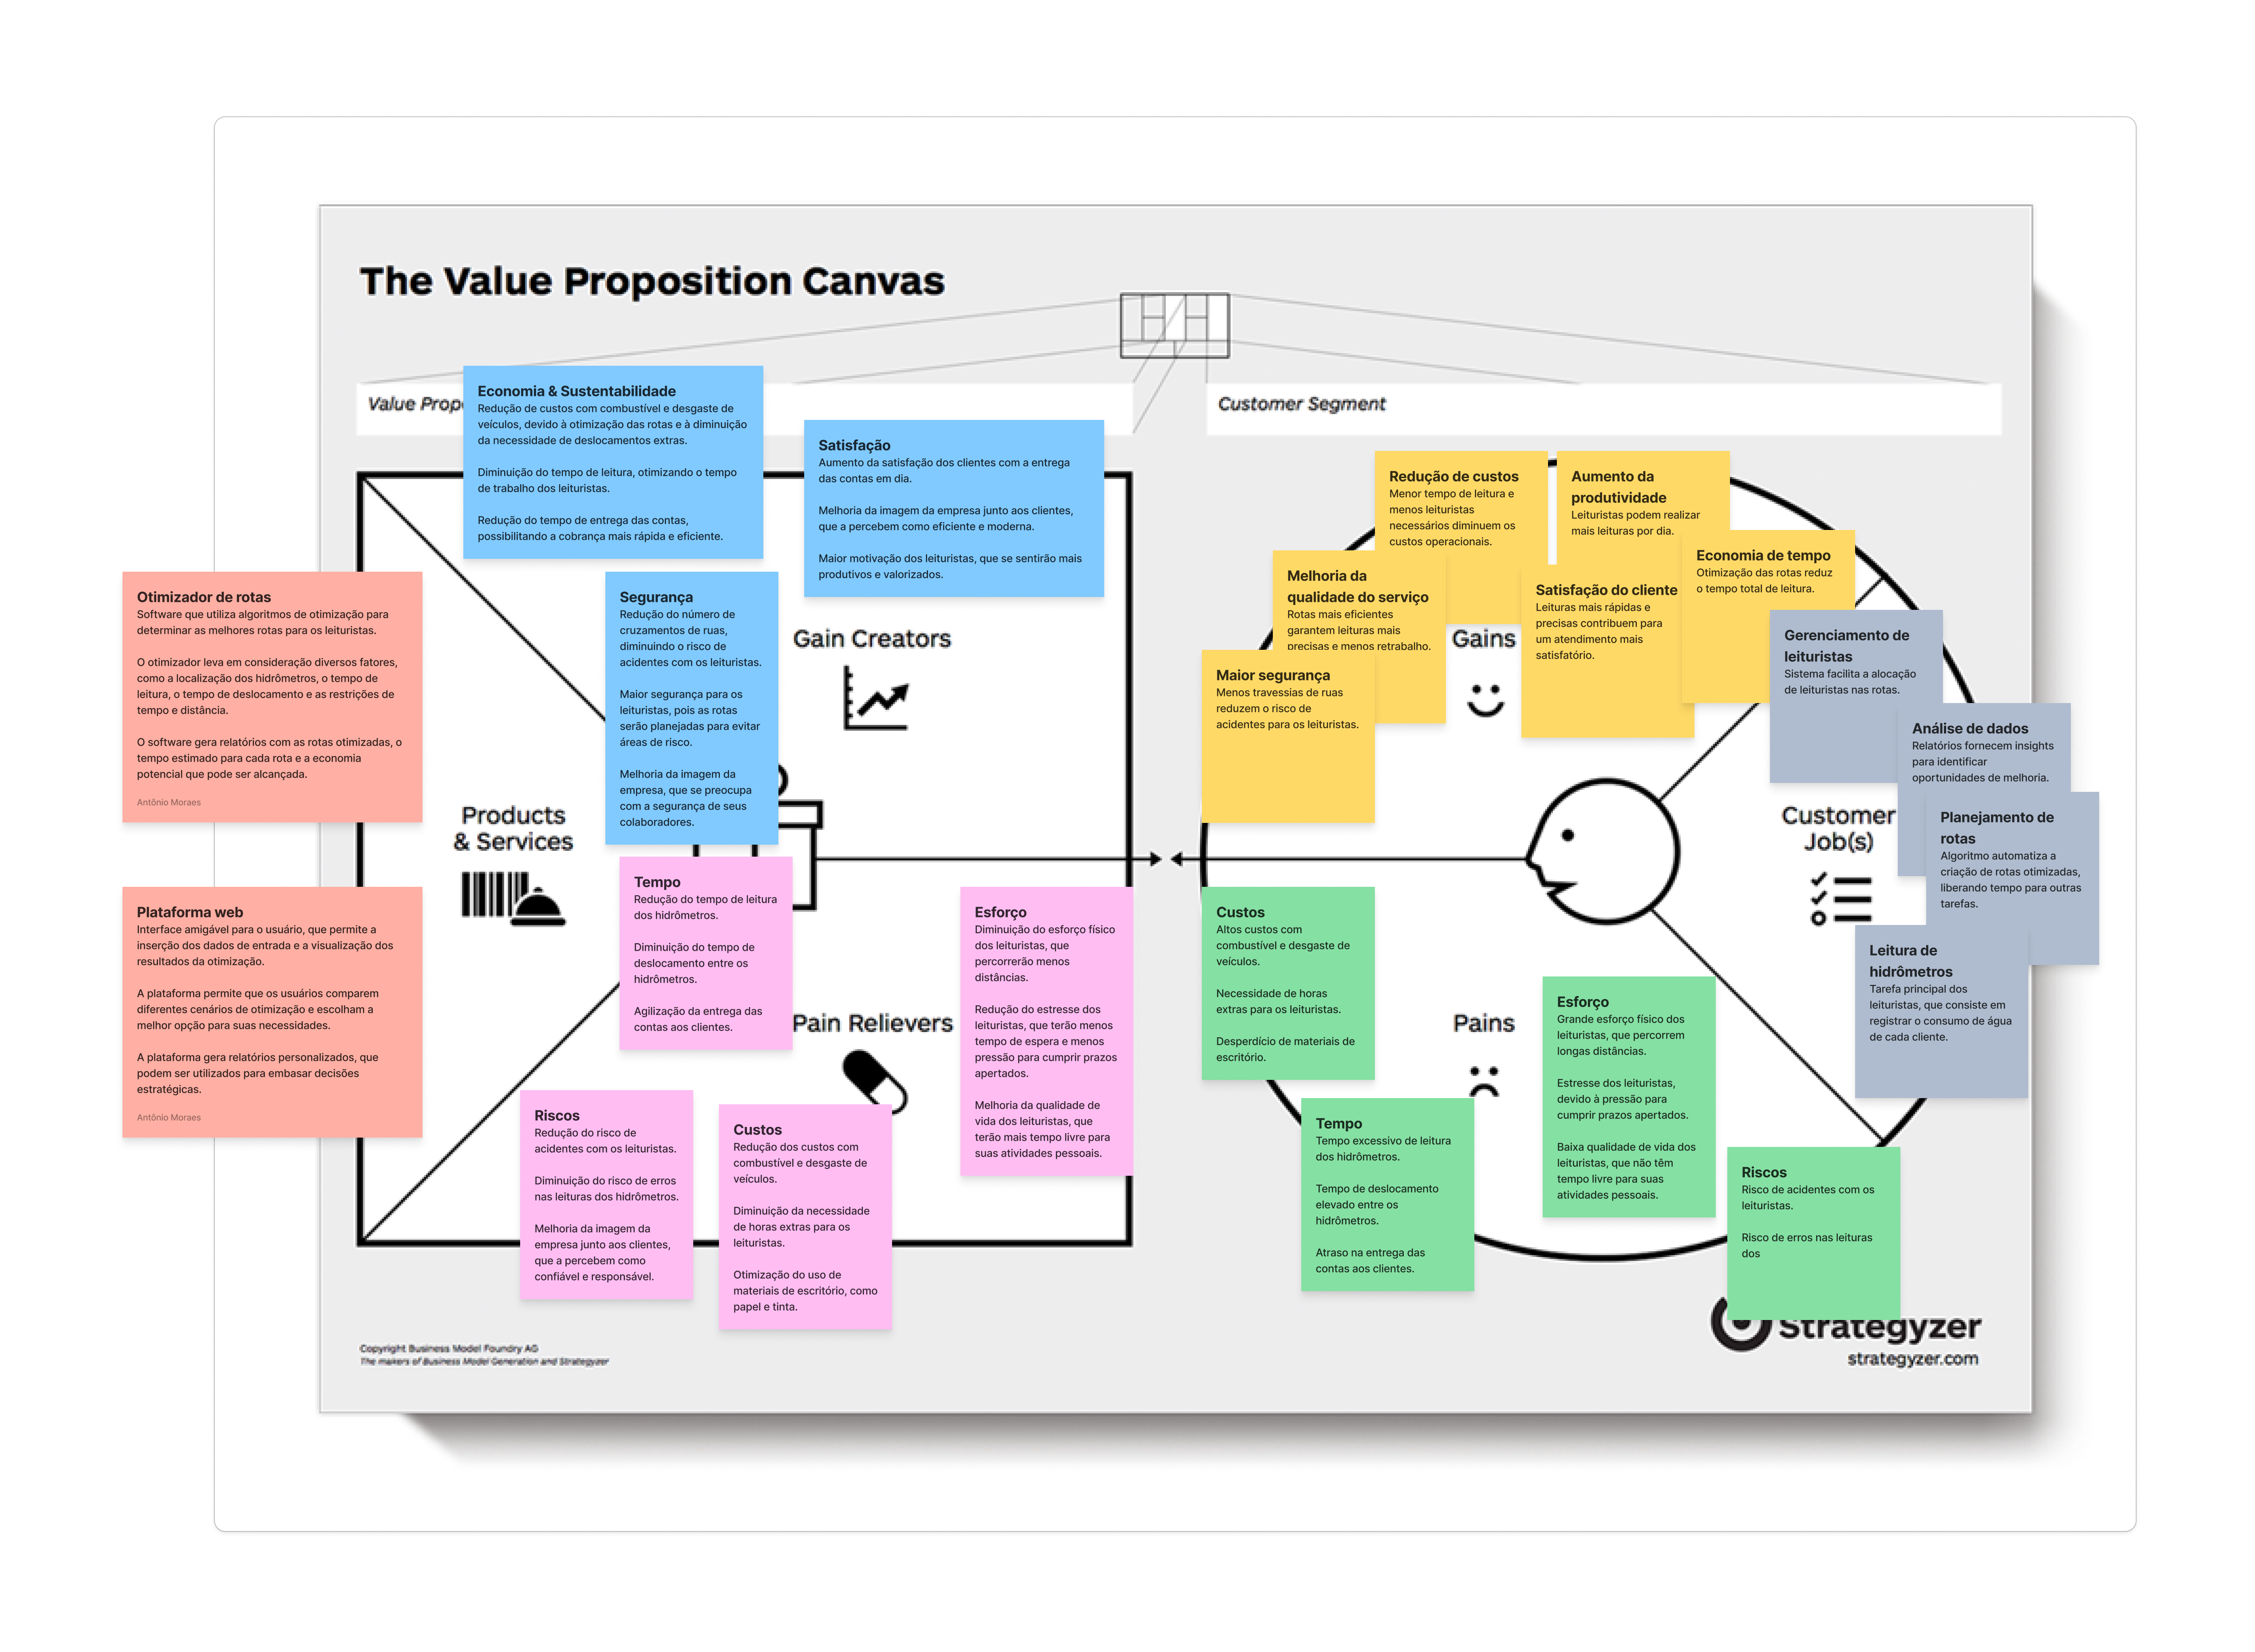 The Value Proposition Canvas
Value Prop
Customer Segment
Economia & Sustentabilidade
Redução de custos com combustível e desgaste de
veículos, devido à otimização das rotas e à diminuição
da necessidade de deslocamentos extras.
Diminuição do tempo de leitura, otimizando o tempo
de trabalho dos leituristas.
Redução do tempo de entrega das contas,
possibilitando a cobrança mais rápida e eficiente.
Satisfação
Aumento da satisfação dos clientes com a entrega
das contas em dia.
Melhoria da imagem da empresa junto aos clientes,
que a percebem como eficiente e moderna.
Maior motivação dos leituristas, que se sentirão mais
produtivos e valorizados.
Otimizador de rotas
Software que utiliza algoritmos de otimização para
determinar as melhores rotas para os leituristas.
O otimizador leva em consideração diversos fatores,
como a localização dos hidrômetros, o tempo de
leitura, o tempo de deslocamento e as restrições de
tempo e distância.
O software gera relatórios com as rotas otimizadas, o
tempo estimado para cada rota e a economia
potencial que pode ser alcançada.
Antônio Moraes
Segurança
Redução do número de
cruzamentos de ruas,
diminuindo o risco de
acidentes com os leituristas.
Maior segurança para os
leituristas, pois as rotas
serão planejadas para evitar
áreas de risco.
Melhoria da imagem da
empresa, que se preocupa
com a segurança de seus
colaboradores.
Gain Creators
Products
& Services
Plataforma web
Interface amigável para o usuário, que permite a
inserção dos dados de entrada e a visualização dos
resultados da otimização.
A plataforma permite que os usuários comparem
diferentes cenários de otimização e escolham a
melhor opção para suas necessidades.
A plataforma gera relatórios personalizados, que
podem ser utilizados para embasar decisões
estratégicas.
Antônio Moraes
Tempo
Redução do tempo de leitura
dos hidrômetros.
Diminuição do tempo de
deslocamento entre os
hidrômetros.
Agilização da entrega das
contas aos clientes.
Pain Relievers
Esforço
Diminuição do esforço físico
dos leituristas, que
percorrerão menos
distâncias.
Redução do estresse dos
leituristas, que terão menos
tempo de espera e menos
pressão para cumprir prazos
apertados.
Melhoria da qualidade de
vida dos leituristas, que
terão mais tempo livre para
suas atividades pessoais.
Riscos
Redução do risco de
acidentes com os leituristas.
Diminuição do risco de erros
nas leituras dos hidrômetros.
Melhoria da imagem da
empresa junto aos clientes,
que a percebem como
confiável e responsável.
Custos
Redução dos custos com
combustível e desgaste de
veículos.
Diminuição da necessidade
de horas extras para os
leituristas.
Otimização do uso de
materiais de escritório, como
papel e tinta.
Redução de custos
Menor tempo de leitura e
menos leituristas
necessários diminuem os
custos operacionais.
Aumento da
produtividade
Leituristas podem realizar
mais leituras por dia.
Economia de tempo
Otimização das rotas reduz
o tempo total de leitura.
Melhoria da
qualidade do serviço
Rotas mais eficientes
garantem leituras mais
precisas e menos retrabalho.
Satisfação do cliente
Leituras mais rápidas e
precisas contribuem para
um atendimento mais
satisfatório.
Gains
Maior segurança
Menos travessias de ruas
reduzem o risco de
acidentes para os leituristas.
Gerenciamento de
leituristas
Sistema facilita a alocação
de leituristas nas rotas.
Análise de dados
Relatórios fornecem insights
para identificar
oportunidades de melhoria.
Customer
Job(s)
Planejamento de
rotas
Algoritmo automatiza a
criação de rotas otimizadas,
liberando tempo para outras
tarefas.
Leitura de
hidrômetros
Tarefa principal dos
leituristas, que consiste em
registrar o consumo de água
de cada cliente.
Custos
Altos custos com
combustível e desgaste de
veículos.
Necessidade de horas
extras para os leituristas.
Desperdício de materiais de
escritório.
Pains
Esforço
Grande esforço físico dos
leituristas, que percorrem
longas distâncias.
Estresse dos leituristas,
devido à pressão para
cumprir prazos apertados.
Baixa qualidade de vida dos
leituristas, que não têm
tempo livre para suas
atividades pessoais.
Tempo
Tempo excessivo de leitura
dos hidrômetros.
Tempo de deslocamento
elevado entre os
hidrômetros.
Atraso na entrega das
contas aos clientes.
Riscos
Risco de acidentes com os
leituristas.
Risco de erros nas leituras
dos
Copyright Business Model Foundry AG
The makers of Business Model Generation and Strategyzer
Strategyzer
strategyzer.com